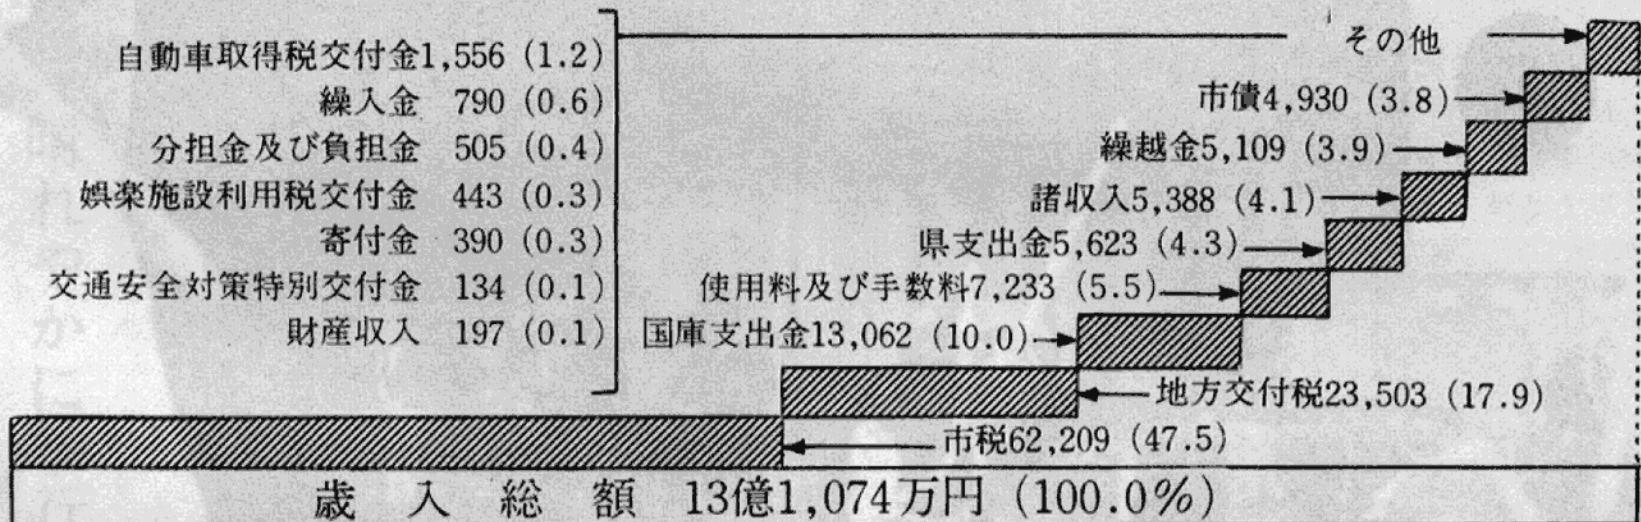 自動車取得税交付金1,556 (1.2)
繰入金 790 (0.6)
分担金及び負担金 505 (0.4)
娯楽施設利用税交付金 443 (0.3)
寄付金 390 (0.3)
交通安全対策特別交付金 134 (0.1)
財産収入 197 (0.1)
その他
市債4,930 (3.8)
繰越金5,109 (3.9)
諸収入5,388 (4.1)
県支出金5,623 (4.3)
使用料及び手数料7,233 (5.5)
国庫支出金13,062 (10.0)
地方交付税23,503 (17.9)
市税62,209 (47.5)
歳入総額 13億1,074万円 (100.0%)